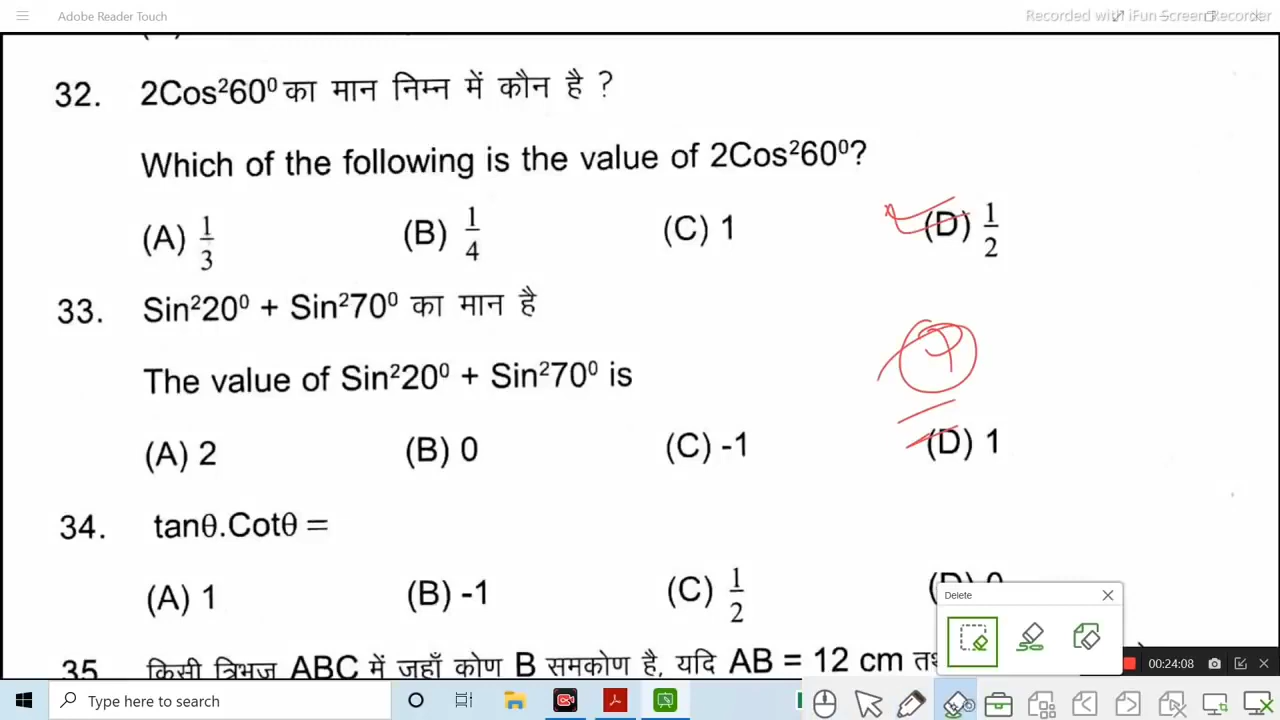 Adobe Reader Touch
Recorded with iFun Screen Recorder
32. 2Cos²60⁰ का मान निम्न में कौन है ?
Which of the following is the value of 2Cos²60⁰?
(A) 1/3 (B) 1/4 (C) 1 (D) 1/2
33. Sin²20⁰ + Sin²70⁰ का मान है
The value of Sin²20⁰ + Sin²70⁰ is
(A) 2 (B) 0 (C) -1 (D) 1
34. tanθ.Cotθ =
(A) 1 (B) -1 (C) 1/2 (D) 0
Delete
35 किसी त्रिभुज ABC में जहाँ कोण B समकोण है, यदि AB = 12 cm
00:24:08
Type here to search